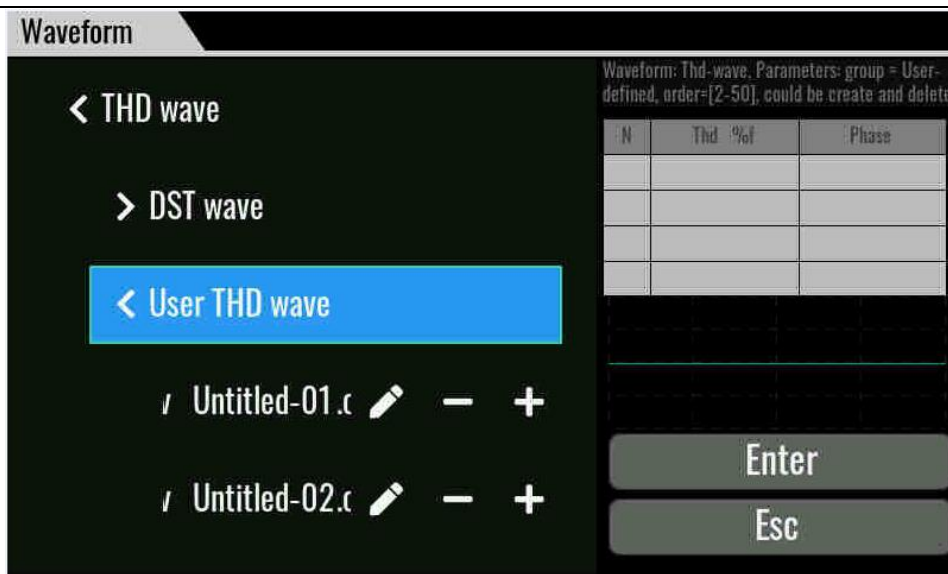 Waveform
THD wave
DST wave
User THD wave
Untitled-01.c
Untitled-02.c
Waveform: Thd-wave, Parameters: group = User-
defined, order=[2-50], could be create and delete
N Thd %f Phase
Enter
Esc